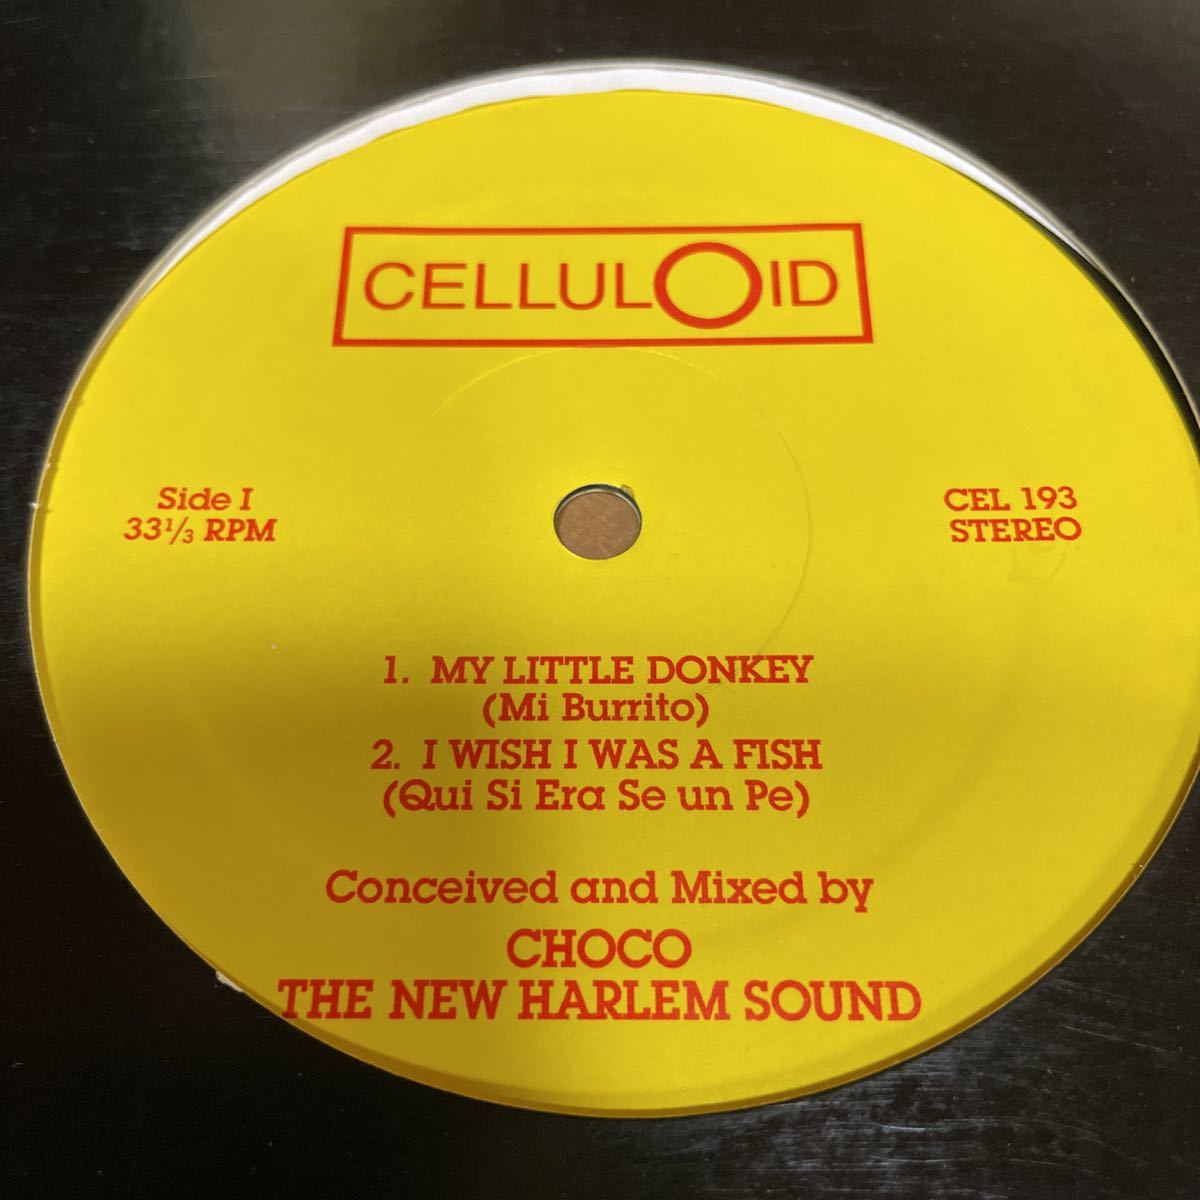 CELLULOID
Side I
33⅓ RPM
CEL 193
STEREO
1. MY LITTLE DONKEY
(Mi Burrito)
2. I WISH I WAS A FISH
(Qui Si Era Se un Pe)
Conceived and Mixed by
CHOCO
THE NEW HARLEM SOUND